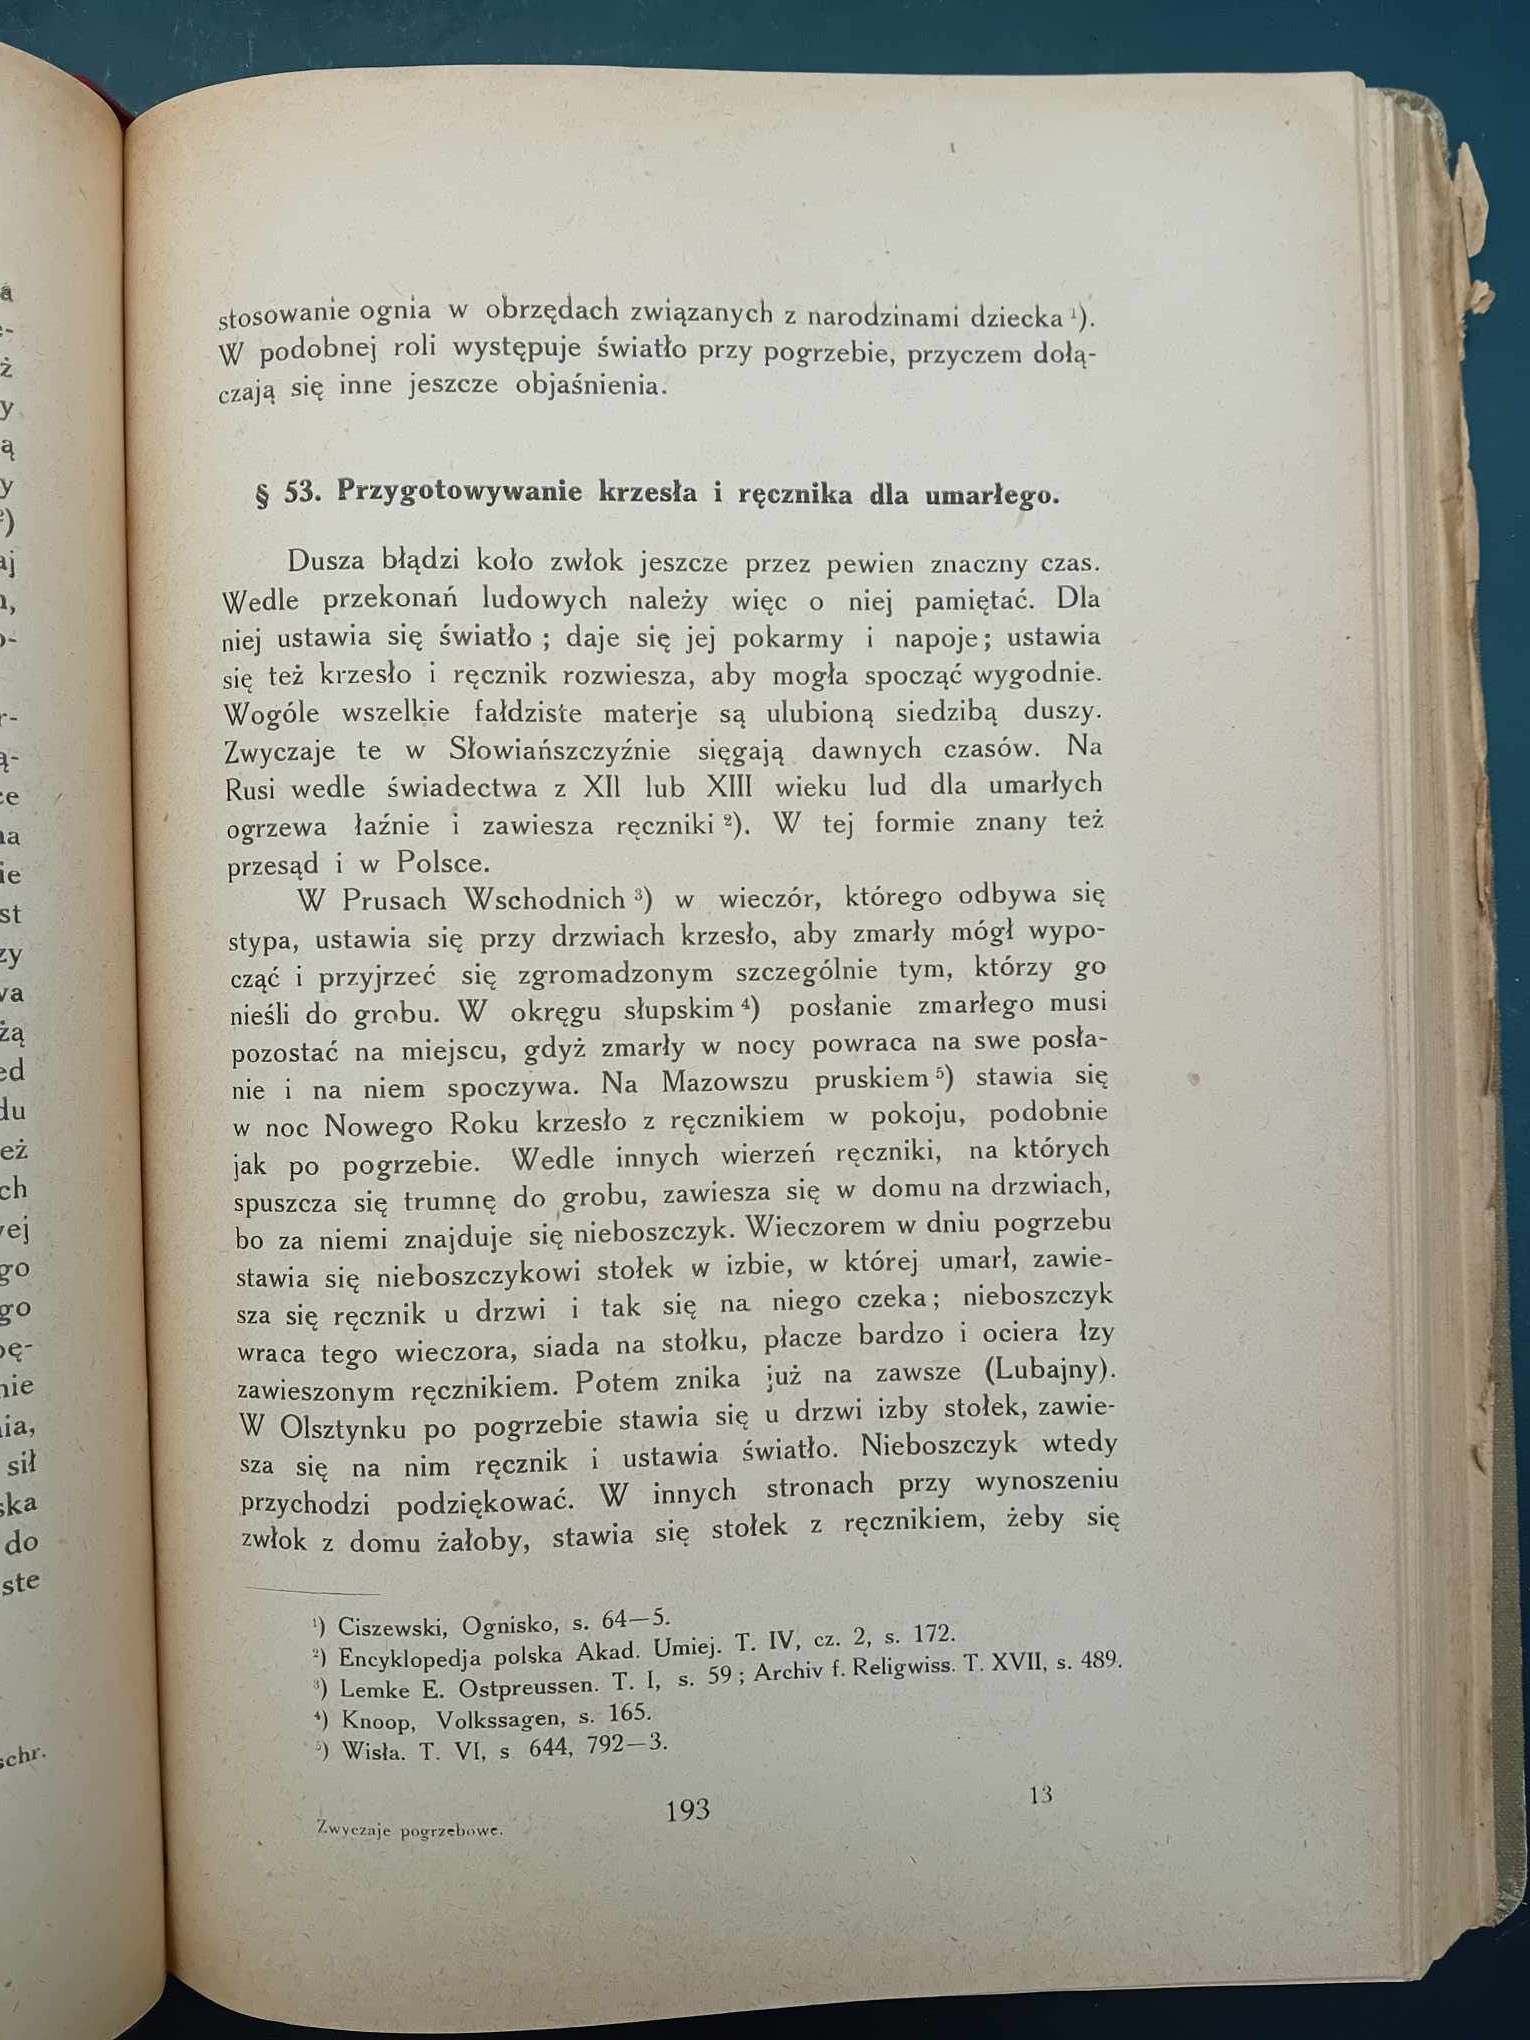 stosowanie ognia w obrzędach związanych z narodzinami dziecka ¹).
W podobnej roli występuje światło przy pogrzebie, przyczem dołą-
czają się inne jeszcze objaśnienia.
§ 53. Przygotowywanie krzesła i ręcznika dla umarłego.
Dusza błądzi koło zwłok jeszcze przez pewien znaczny czas.
Wedle przekonań ludowych należy więc o niej pamiętać. Dla
niej ustawia się światło ; daje się jej pokarmy i napoje; ustawia
się też krzesło i ręcznik rozwiesza, aby mogła spocząć wygodnie.
Wogóle wszelkie fałdziste materje są ulubioną siedzibą duszy.
Zwyczaje te w Słowiańszczyźnie sięgają dawnych czasów. Na
Rusi wedle świadectwa z XII lub XIII wieku lud dla umarłych
ogrzewa łaźnie i zawiesza ręczniki ²). W tej formie znany też
przesąd i w Polsce.
W Prusach Wschodnich ³) w wieczór, którego odbywa się
stypa, ustawia się przy drzwiach krzesło, aby zmarły mógł wypo-
cząć i przyjrzeć się zgromadzonym szczególnie tym, którzy go
nieśli do grobu. W okręgu słupskim ⁴) posłanie zmarłego musi
pozostać na miejscu, gdyż zmarły w nocy powraca na swe posła-
nie i na niem spoczywa. Na Mazowszu pruskiem ⁵) stawia się
w noc Nowego Roku krzesło z ręcznikiem w pokoju, podobnie
jak po pogrzebie. Wedle innych wierzeń ręczniki, na których
spuszcza się trumnę do grobu, zawiesza się w domu na drzwiach,
bo za niemi znajduje się nieboszczyk. Wieczorem w dniu pogrzebu
stawia się nieboszczykowi stołek w izbie, w której umarł, zawie-
sza się ręcznik u drzwi i tak się na niego czeka; nieboszczyk
wraca tego wieczora, siada na stołku, płacze bardzo i ociera łzy
zawieszonym ręcznikiem. Potem znika już na zawsze (Lubajny).
W Olsztynku po pogrzebie stawia się u drzwi izby stołek, zawie-
sza się na nim ręcznik i ustawia światło. Nieboszczyk wtedy
przychodzi podziękować. W innych stronach przy wynoszeniu
zwłok z domu żałoby, stawia się stołek z ręcznikiem, żeby się
¹) Ciszewski, Ognisko, s. 64—5.
²) Encyklopedja polska Akad. Umiej. T. IV, cz. 2, s. 172.
³) Lemke E. Ostpreussen. T. I, s. 59 ; Archiv f. Religwiss. T. XVII, s. 489.
⁴) Knoop, Volkssagen, s. 165.
⁵) Wisła. T. VI, s 644, 792—3.
Zwyczaje pogrzebowe.
193
13